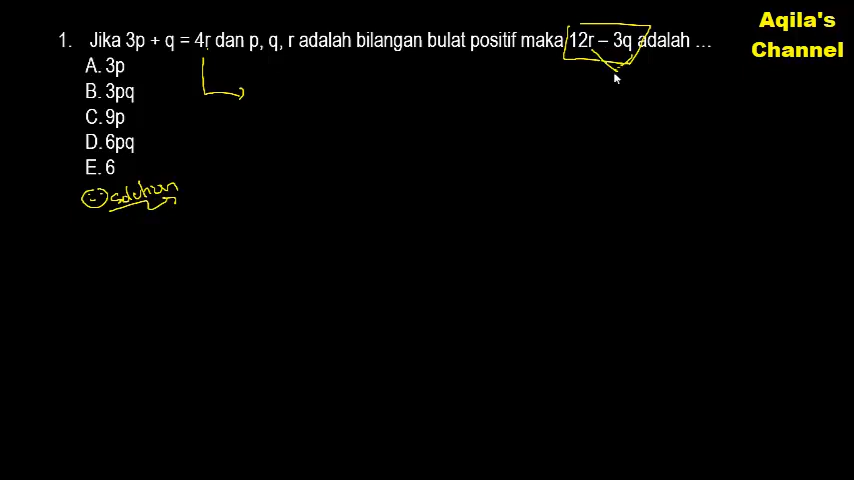 Aqila's
Channel
1. Jika 3p + q = 4r dan p, q, r adalah bilangan bulat positif maka 12r – 3q adalah ...
A. 3p
B. 3pq
C. 9p
D. 6pq
E. 6
solution